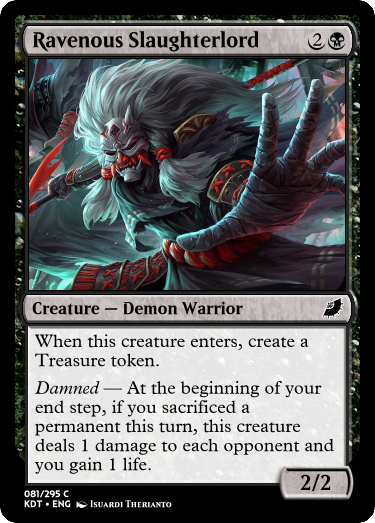 Ravenous Slaughterlord 2
Creature — Demon Warrior
When this creature enters, create a
Treasure token.
Damned — At the beginning of your
end step, if you sacrificed a
permanent this turn, this creature
deals 1 damage to each opponent and
you gain 1 life.
2/2
081/295 C
KDT • ENG Isuardi Therianto